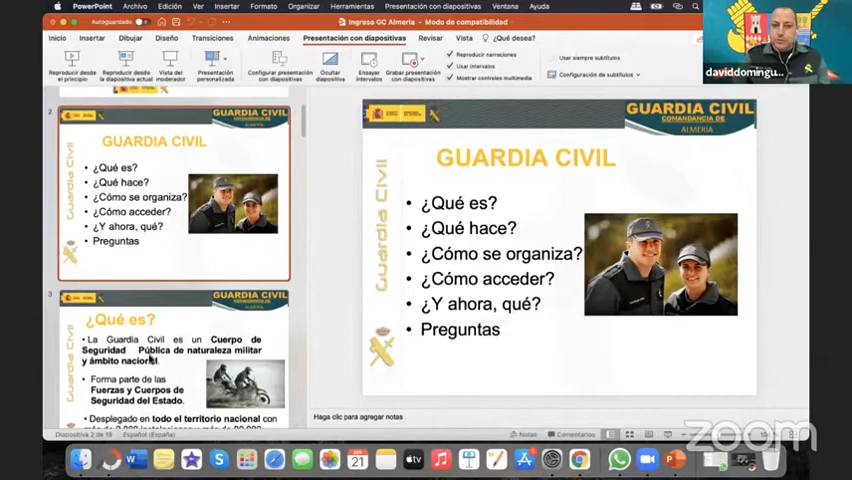 PowerPoint Archivo Edición Ver Insertar Formato Organizar Herramientas Presentación con diapositivas Ventana Ayuda
Autoguardado
Ingreso GC Almeria - Modo de compatibilidad
Inicio Insertar Dibujar Diseño Transiciones Animaciones Presentación con diapositivas Revisar Vista ¿Qué desea?
Reproducir desde el principio
Reproducir desde la diapositiva actual
Vista del moderador
Presentación personalizada
Configurar presentación con diapositivas
Ocultar diapositiva
Ensayar intervalos
Grabar presentación con diapositivas
Reproducir narraciones
Usar intervalos
Mostrar controles multimedia
Usar siempre subtítulos
Configuración de subtítulos
daviddomingu...
2
GUARDIA CIVIL
GUARDIA CIVIL
¿Qué es?
¿Qué hace?
¿Cómo se organiza?
¿Cómo acceder?
¿Y ahora, qué?
Preguntas
Guardia Civil
3
GUARDIA CIVIL
¿Qué es?
La Guardia Civil es un Cuerpo de
Seguridad Pública de naturaleza militar
y ámbito nacional.
Forma parte de las
Fuerzas y Cuerpos de
Seguridad del Estado.
Desplegado en todo el territorio nacional con
GUARDIA CIVIL
COMANDANCIA DE
ALMERÍA
GUARDIA CIVIL
¿Qué es?
¿Qué hace?
¿Cómo se organiza?
¿Cómo acceder?
¿Y ahora, qué?
Preguntas
Guardia Civil
Haga clic para agregar notas
Diapositiva 2 de 19 Español (España)
Notas Comentarios
zoom
21
tv